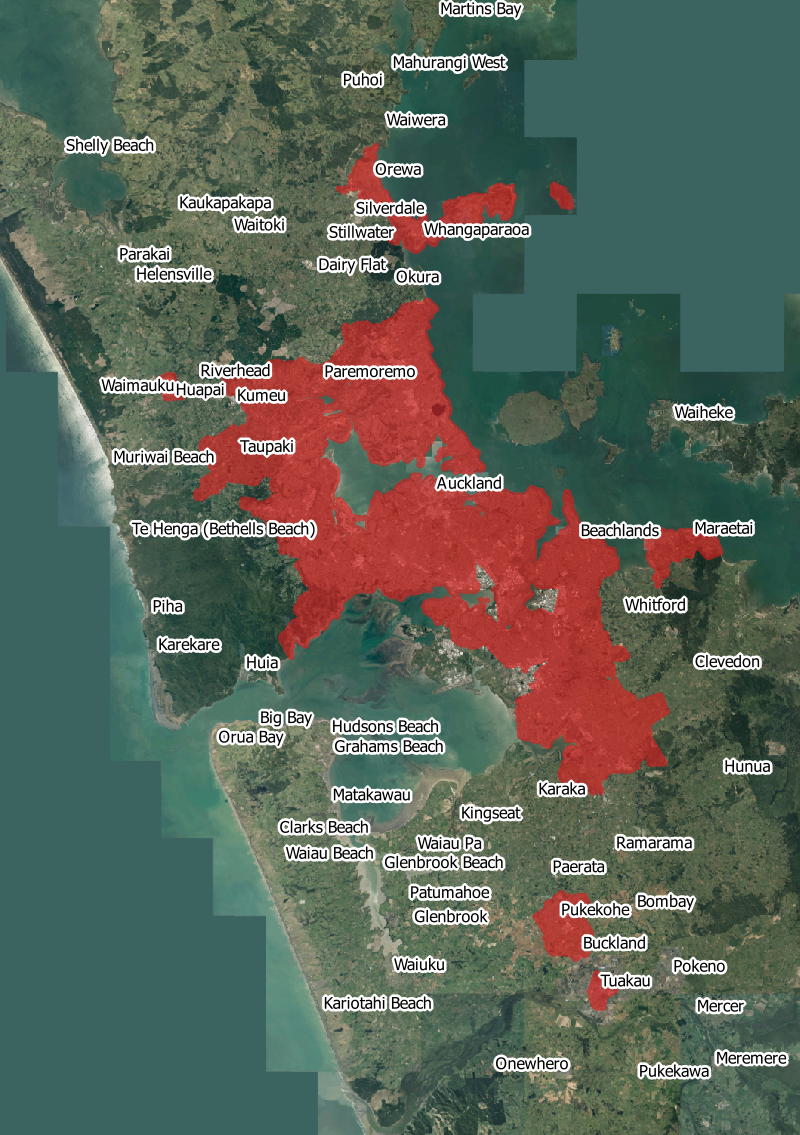 Martins Bay
Mahurangi West
Puhoi
Waiwera
Shelly Beach
Orewa
Kaukapakapa
Silverdale
Waitoki
Stillwater
Whangaparaoa
Parakai
Dairy Flat
Helensville
Okura
Riverhead
Paremoremo
Waimauku
Huapai
Kumeu
Waiheke
Taupaki
Muriwai Beach
Auckland
Te Henga (Bethells Beach)
Beachlands
Maraetai
Piha
Whitford
Karekare
Huia
Clevedon
Big Bay
Hudsons Beach
Orua Bay
Grahams Beach
Hunua
Matakawau
Karaka
Kingseat
Clarks Beach
Waiau Pa
Ramarama
Waiau Beach
Glenbrook Beach
Paerata
Patumahoe
Bombay
Pukekohe
Glenbrook
Buckland
Waiuku
Pokeno
Tuakau
Kariotahi Beach
Mercer
Onewhero
Meremere
Pukekawa